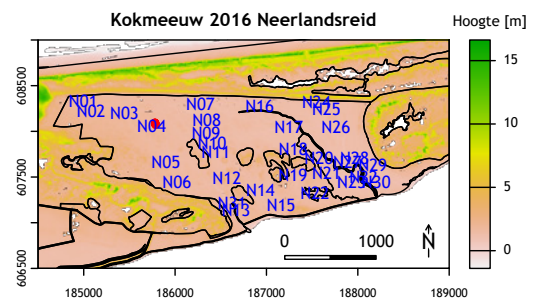 Kokmeeuw 2016 Neerlandsreid
Hoogte [m]
15
10
5
0
608500
607500
606500
N01
N02
N03
N04
N05
N06
N07
N08
N09
N10
N11
N12
N13
N14
N15
N16
N17
N18
N19
N24
N25
N26
N28
N29
N30
0
1000
N
185000
186000
187000
188000
189000